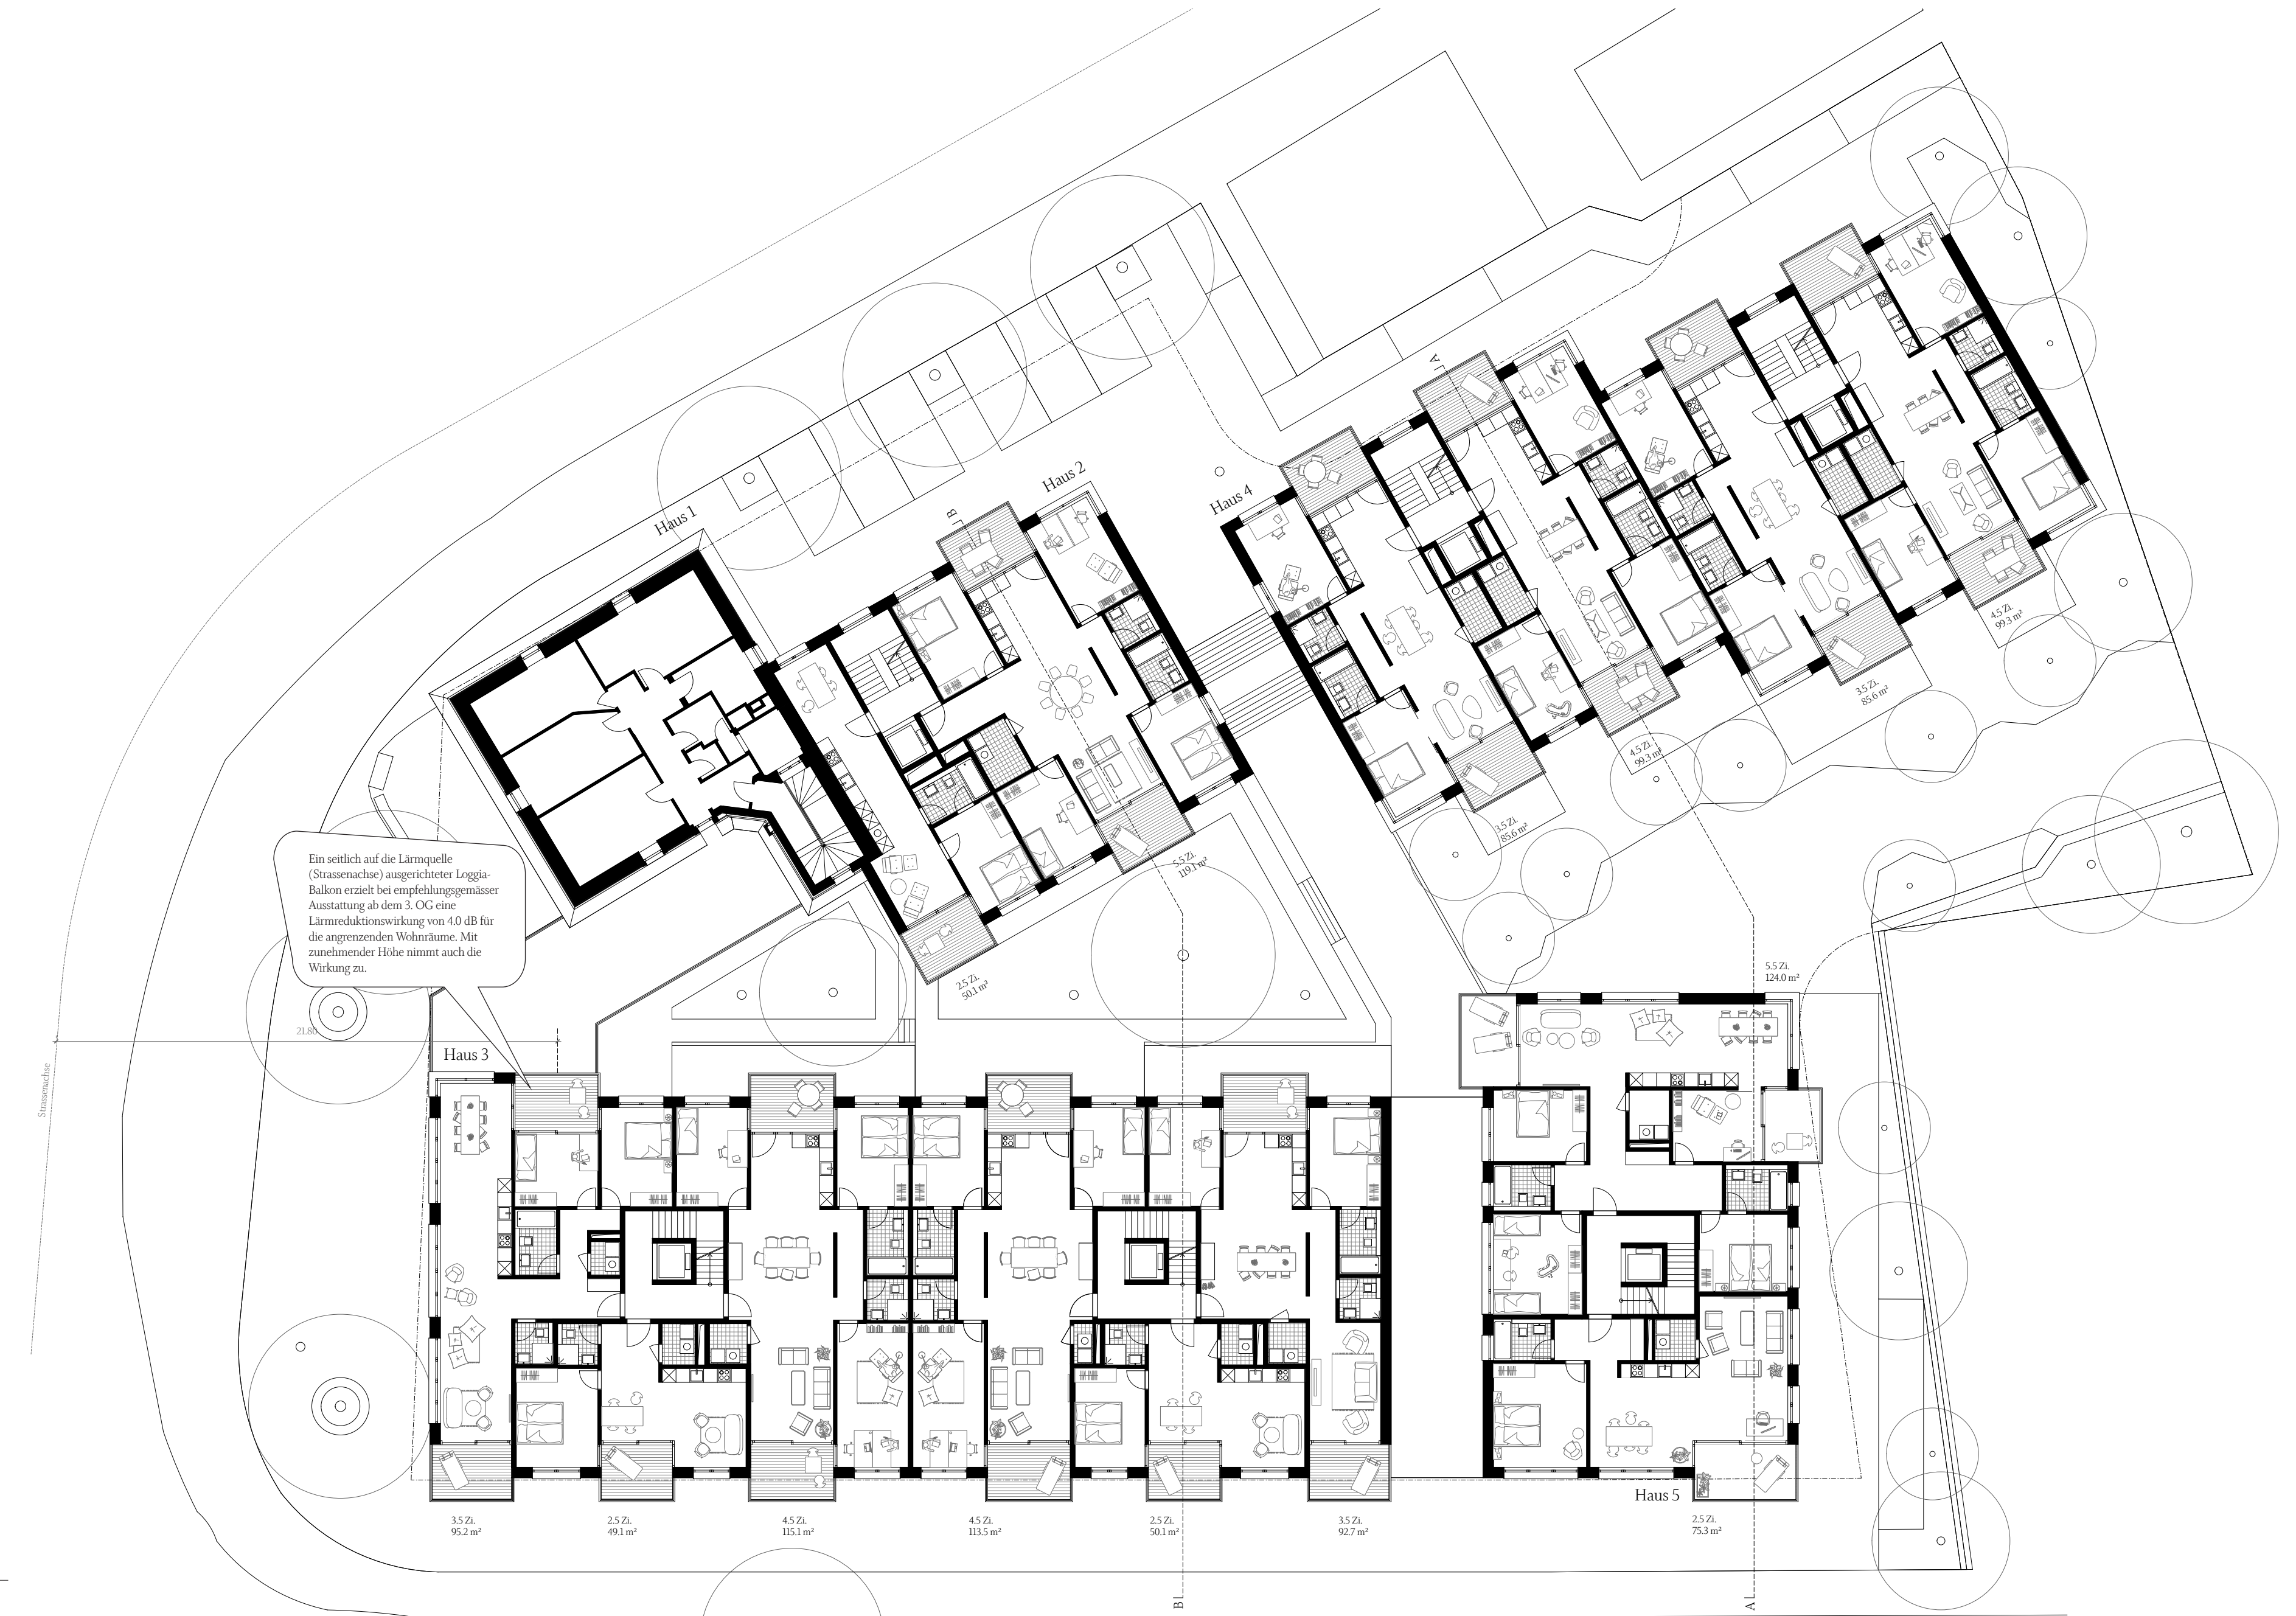 Haus 1
Haus 2
B
Haus 4
A
4.5 Zi.
99.3 m²
3.5 Zi.
85.6 m²
4.5 Zi.
99.3 m²
3.5 Zi.
85.6 m²
5.5 Zi.
119.1 m²
2.5 Zi.
50.1 m²
Ein seitlich auf die Lärmquelle
(Strassenachse) ausgerichteter Loggia-
Balkon erzielt bei empfehlungsgemässer
Ausstattung ab dem 3. OG eine
Lärmreduktionswirkung von 4.0 dB für
die angrenzenden Wohnräume. Mit
zunehmender Höhe nimmt auch die
Wirkung zu.
5.5 Zi.
124.0 m²
21.80
Strassenachse
Haus 3
Haus 5
3.5 Zi.
95.2 m²
2.5 Zi.
49.1 m²
4.5 Zi.
115.1 m²
4.5 Zi.
113.5 m²
2.5 Zi.
50.1 m²
3.5 Zi.
92.7 m²
2.5 Zi.
75.3 m²
B
A